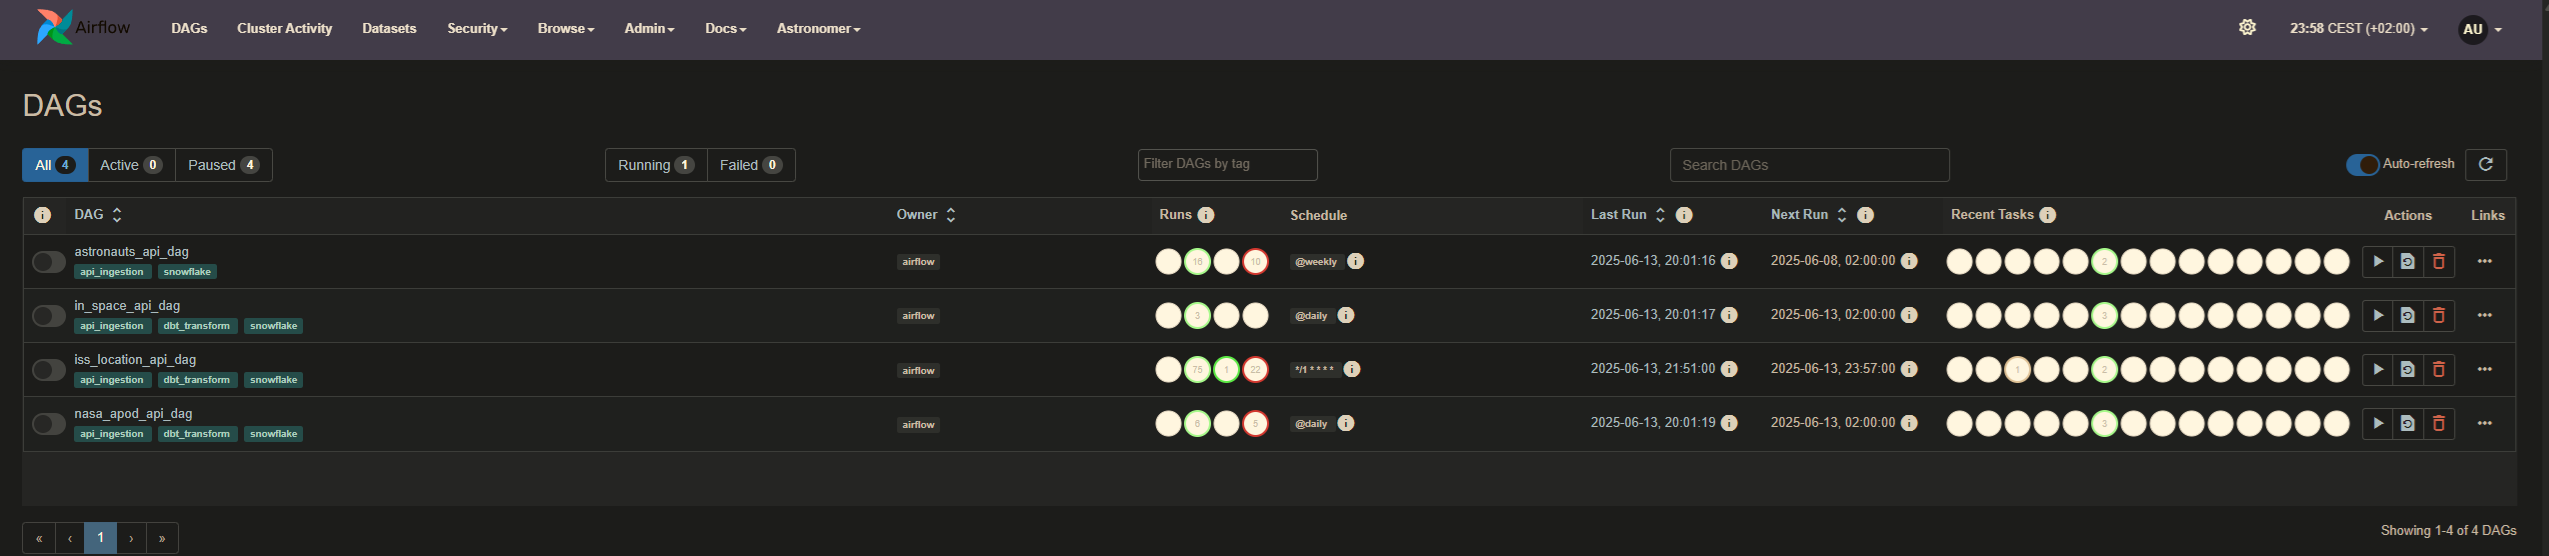 Airflow DAGs Cluster Activity Datasets Security Browse Admin Docs Astronomer 23:58 CEST (+02:00) AU
DAGs
All 4 Active 0 Paused 4 Running 1 Failed 0 Filter DAGs by tag Search DAGs Auto-refresh
DAG Owner Runs Schedule Last Run Next Run Recent Tasks Actions Links
astronauts_api_dag
api_ingestion snowflake airflow 16 10 @weekly 2025-06-13, 20:01:16 2025-06-08, 02:00:00 2
in_space_api_dag
api_ingestion dbt_transform snowflake airflow 3 @daily 2025-06-13, 20:01:17 2025-06-13, 02:00:00 3
iss_location_api_dag
api_ingestion dbt_transform snowflake airflow 75 1 22 */1 * * * * 2025-06-13, 21:51:00 2025-06-13, 23:57:00 1 2
nasa_apod_api_dag
api_ingestion dbt_transform snowflake airflow 6 5 @daily 2025-06-13, 20:01:19 2025-06-13, 02:00:00 3
« ‹ 1 › »
Showing 1-4 of 4 DAGs